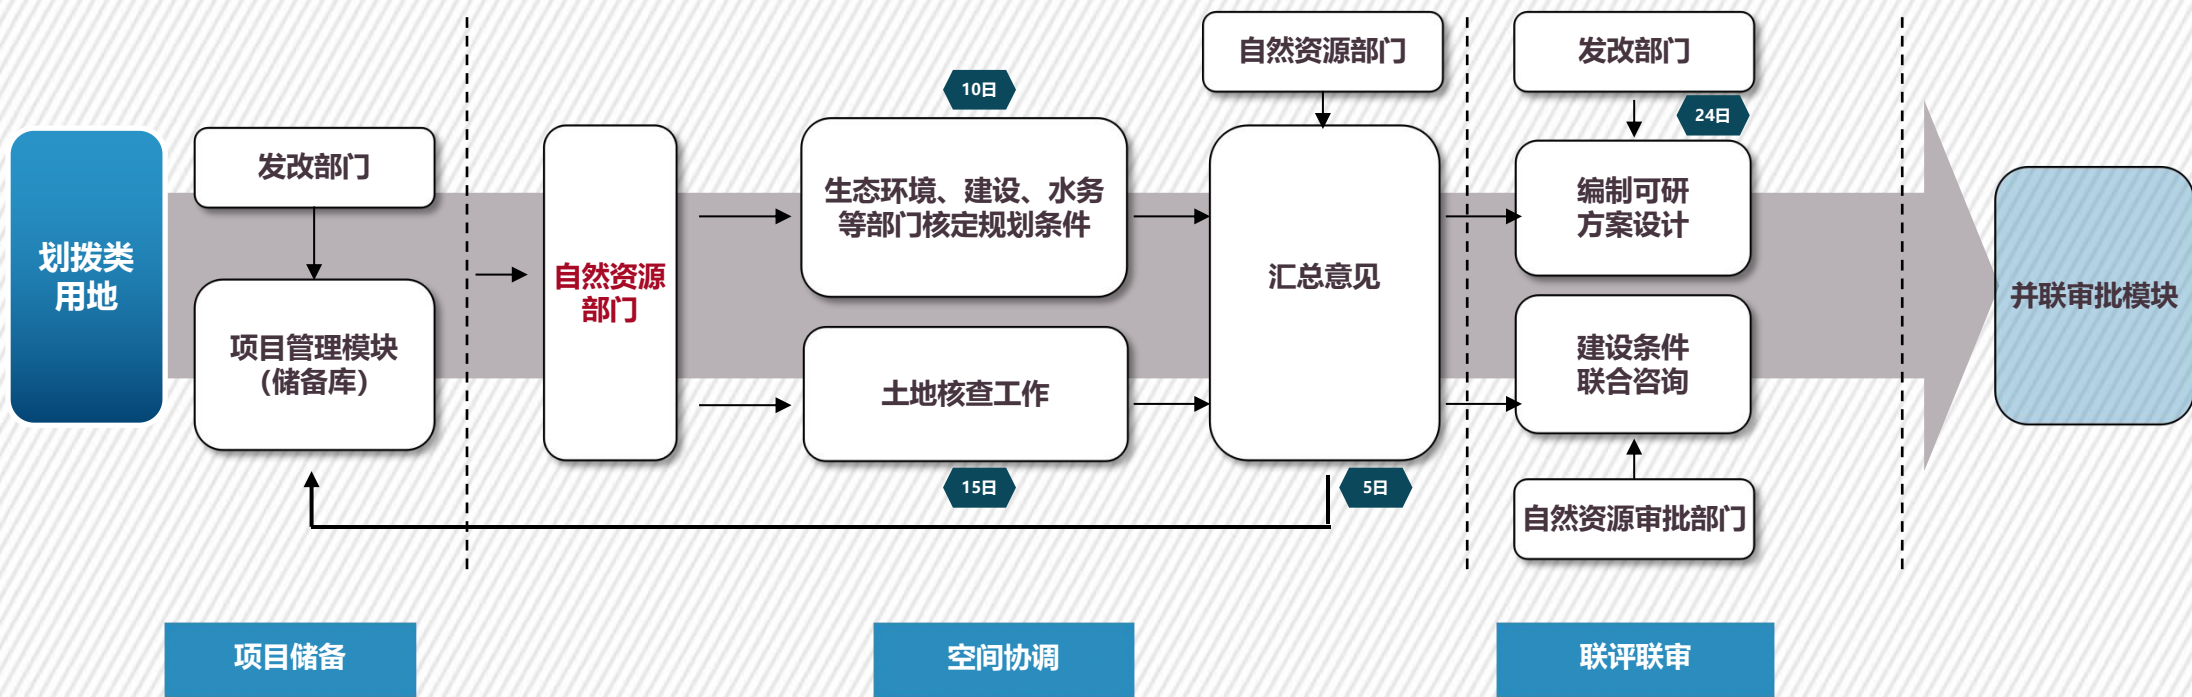 划拨类
用地
发改部门
项目管理模块
（储备库）
自然资源
部门
10日
生态环境、建设、水务
等部门核定规划条件
土地核查工作
15日
自然资源部门
汇总意见
5日
发改部门
24日
编制可研
方案设计
建设条件
联合咨询
自然资源审批部门
并联审批模块
项目储备
空间协调
联评联审